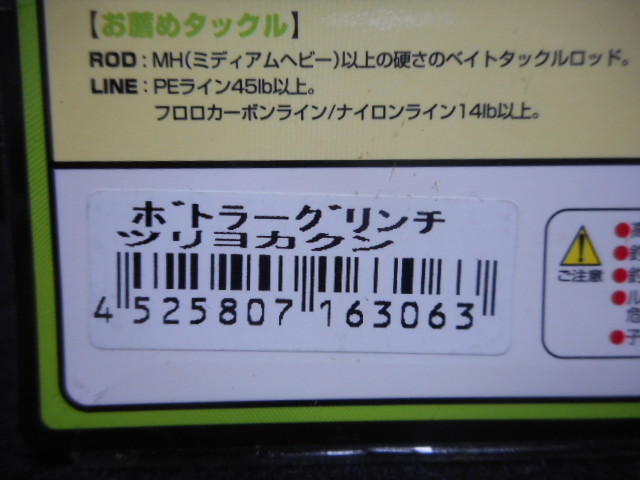 【お薦めタックル】
ROD：MH（ミディアムヘビー）以上の硬さのベイトタックルロッド。
LINE：PEライン45lb以上。
フロロカーボンライン/ナイロンライン14lb以上。
ボトラーグリンチ
ツリヨカクン
4 525807 163063
ご注意